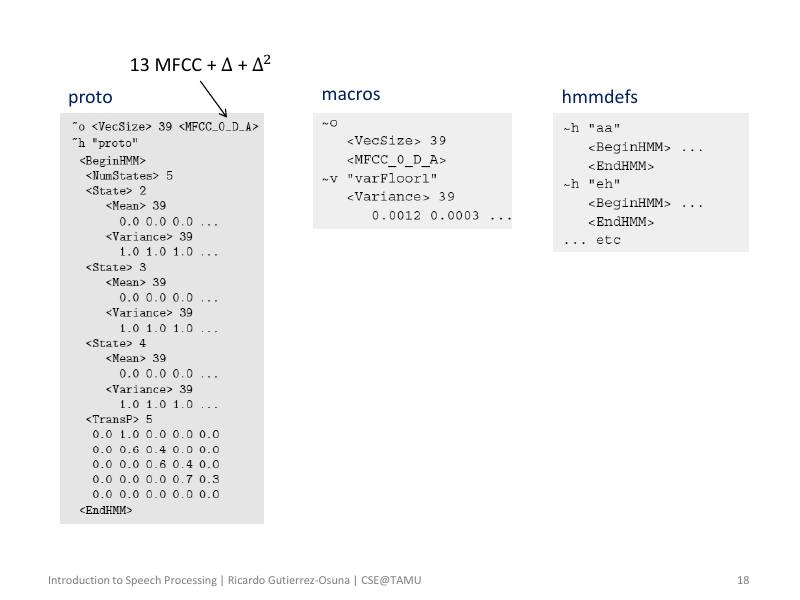 13 MFCC + Δ + Δ²
proto
~o <VecSize> 39 <MFCC_0_D_A>
~h "proto"
<BeginHMM>
<NumStates> 5
<State> 2
<Mean> 39
0.0 0.0 0.0 ...
<Variance> 39
1.0 1.0 1.0 ...
<State> 3
<Mean> 39
0.0 0.0 0.0 ...
<Variance> 39
1.0 1.0 1.0 ...
<State> 4
<Mean> 39
0.0 0.0 0.0 ...
<Variance> 39
1.0 1.0 1.0 ...
<TransP> 5
0.0 1.0 0.0 0.0 0.0
0.0 0.6 0.4 0.0 0.0
0.0 0.0 0.6 0.4 0.0
0.0 0.0 0.0 0.7 0.3
0.0 0.0 0.0 0.0 0.0
<EndHMM>
macros
~o
<VecSize> 39
<MFCC_0_D_A>
~v "varFloor1"
<Variance> 39
0.0012 0.0003 ...
hmmdefs
~h "aa"
<BeginHMM> ...
<EndHMM>
~h "eh"
<BeginHMM> ...
<EndHMM>
... etc
Introduction to Speech Processing | Ricardo Gutierrez-Osuna | CSE@TAMU
18